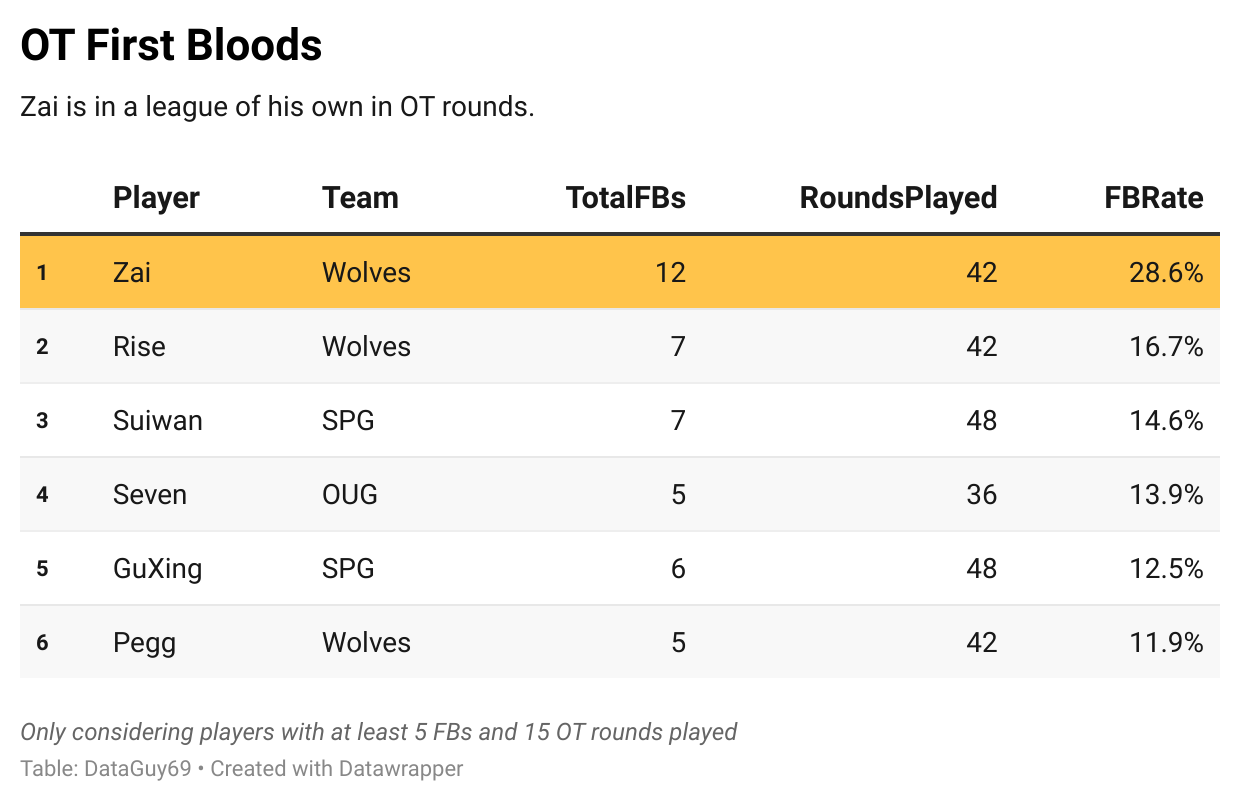 OT First Bloods
Zai is in a league of his own in OT rounds.
Player Team TotalFBs RoundsPlayed FBRate
1 Zai Wolves 12 42 28.6%
2 Rise Wolves 7 42 16.7%
3 Suiwan SPG 7 48 14.6%
4 Seven OUG 5 36 13.9%
5 GuXing SPG 6 48 12.5%
6 Pegg Wolves 5 42 11.9%
Only considering players with at least 5 FBs and 15 OT rounds played
Table: DataGuy69 • Created with Datawrapper